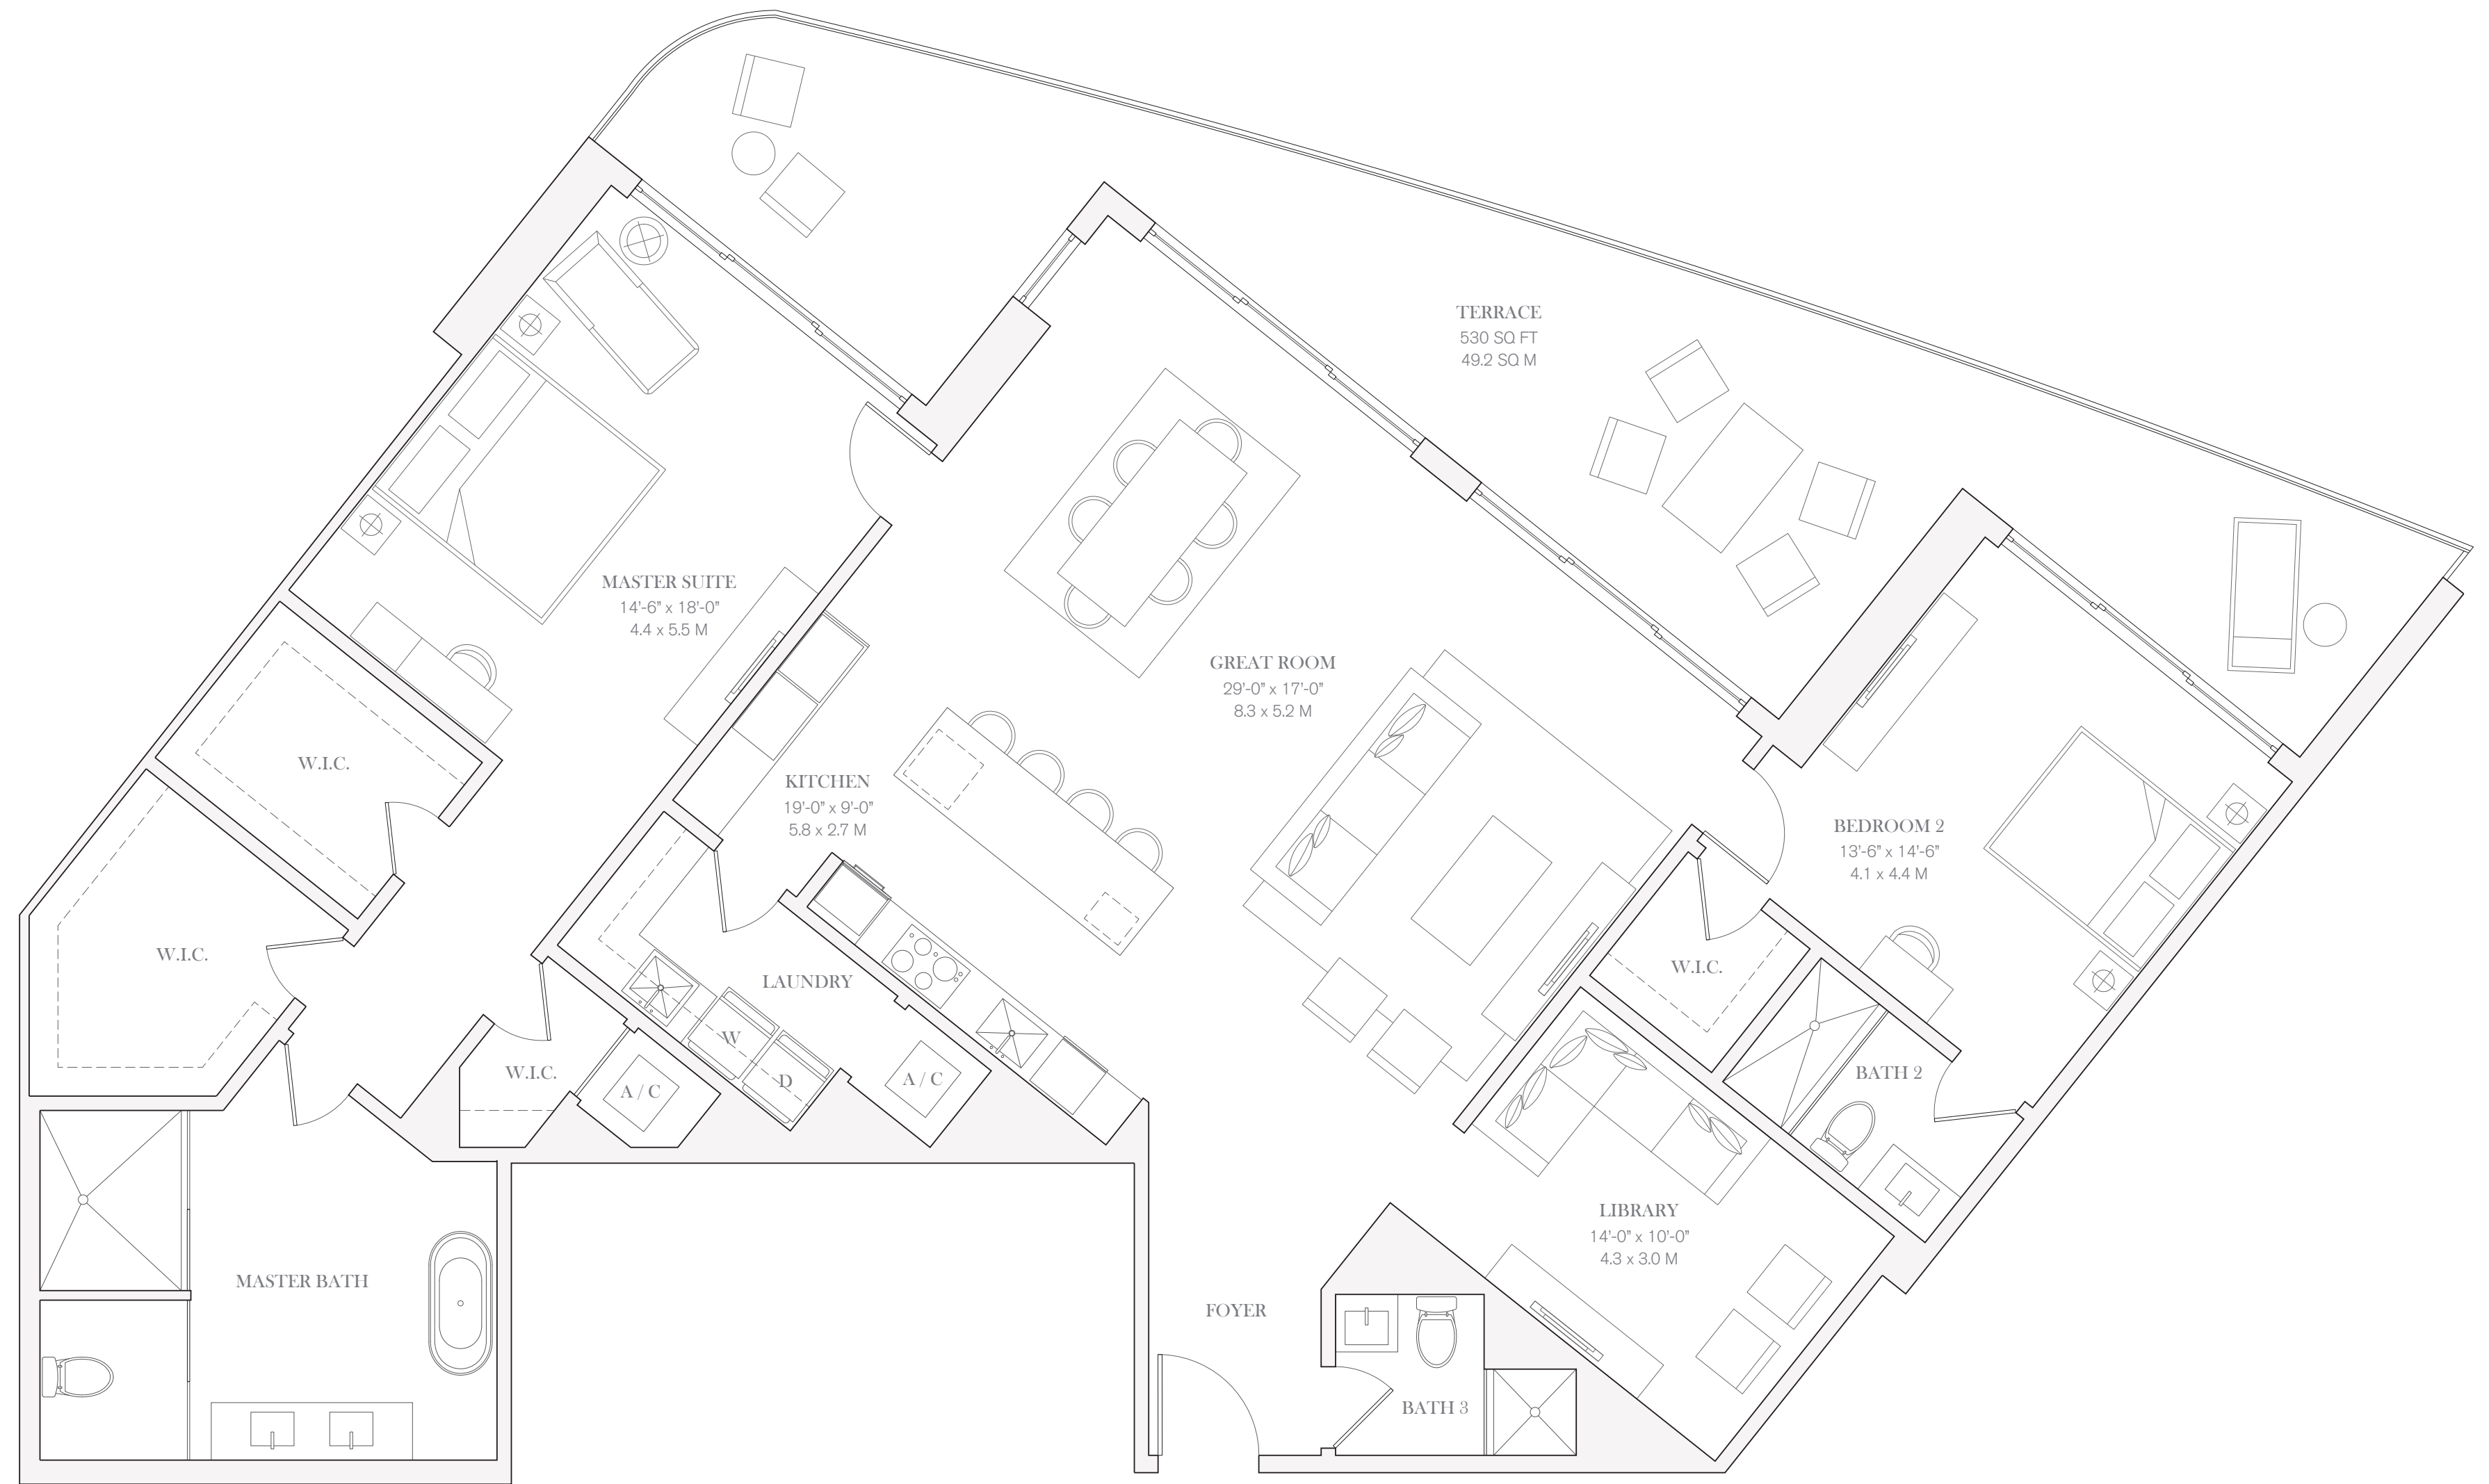 TERRACE
530 SQ FT
49.2 SQ M
MASTER SUITE
14'-6" x 18'-0"
4.4 x 5.5 M
GREAT ROOM
29'-0" x 17'-0"
8.3 x 5.2 M
W.I.C.
KITCHEN
19'-0" x 9'-0"
5.8 x 2.7 M
BEDROOM 2
13'-6" x 14'-6"
4.1 x 4.4 M
W.I.C.
W.I.C.
LAUNDRY
W
D
W.I.C.
A / C
A / C
BATH 2
LIBRARY
14'-0" x 10'-0"
4.3 x 3.0 M
MASTER BATH
FOYER
BATH 3